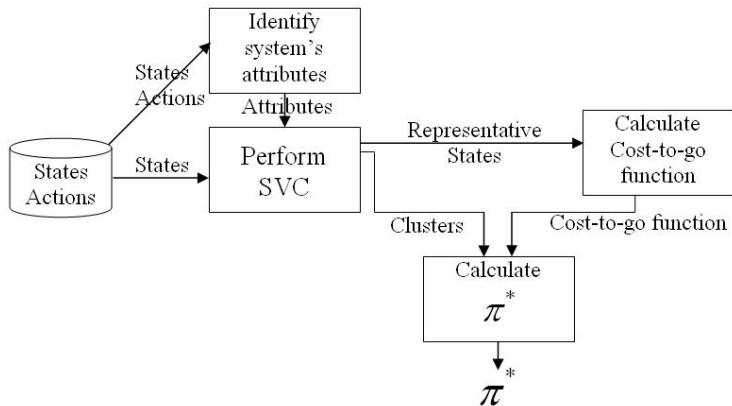 Identify
system's
attributes
States
Actions
Attributes
States
Actions
States
Perform
SVC
Representative
States
Calculate
Cost-to-go
function
Clusters
Cost-to-go function
Calculate
π*
π*